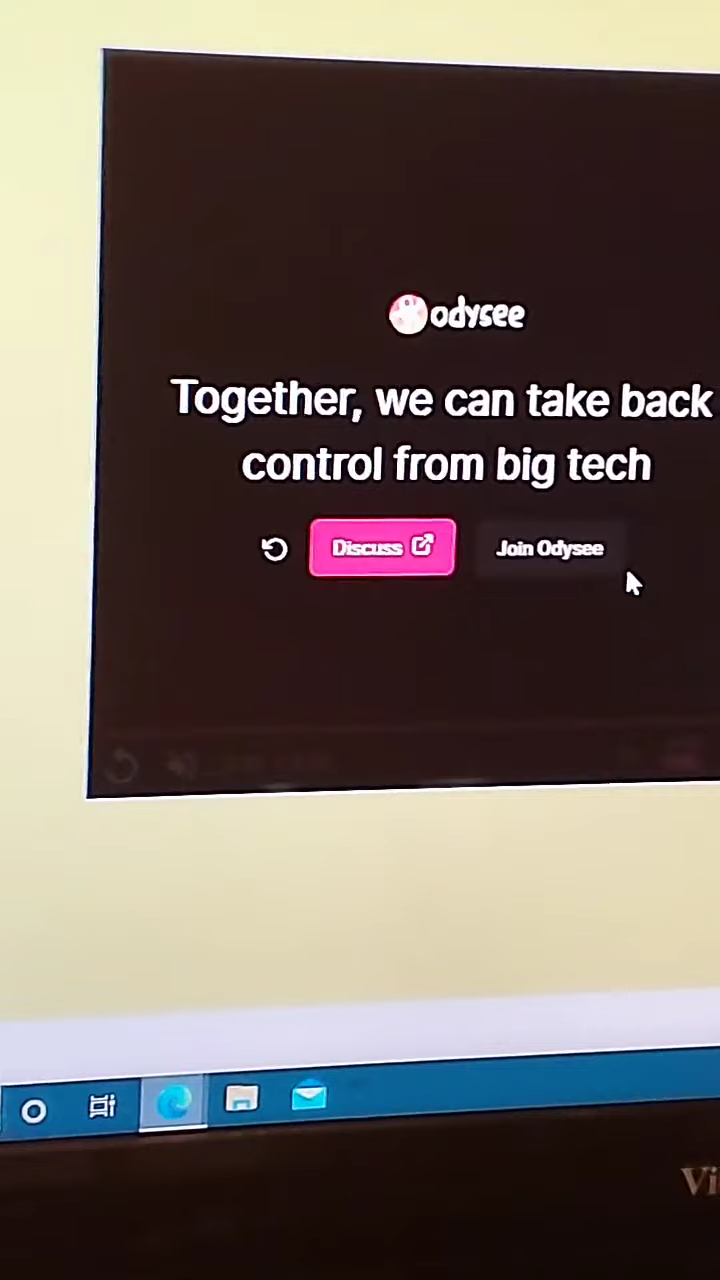 odysee
Together, we can take back
control from big tech
Discuss
Join Odysee